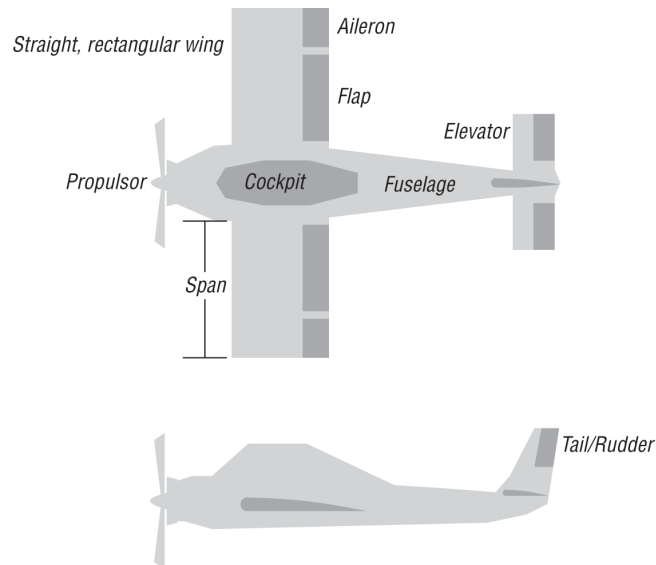 Aileron
Straight, rectangular wing
Flap
Elevator
Propulsor
Cockpit
Fuselage
Span
Tail/Rudder